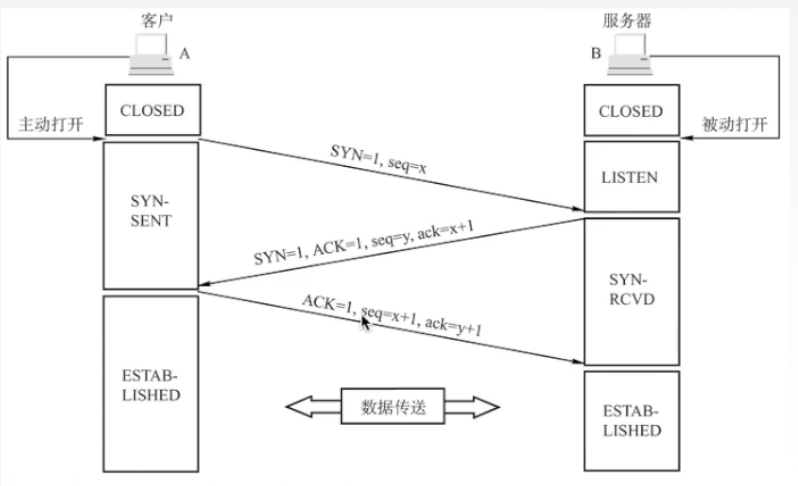 客户
服务器
A
B
CLOSED
CLOSED
主动打开
被动打开
SYN=1, seq=x
SYN-
SENT
LISTEN
SYN=1, ACK=1, seq=y, ack=x+1
SYN-
RCVD
ACK=1, seq=x+1, ack=y+1
ESTAB-
LISHED
数据传送
ESTAB-
LISHED